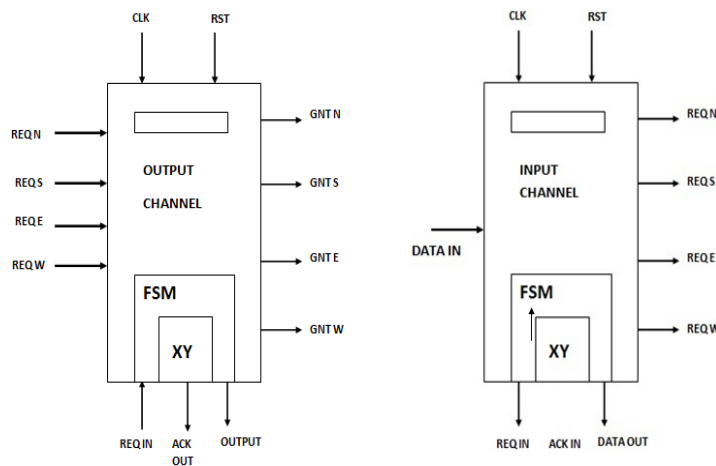 CLK
RST
REQ N
REQ S
REQ E
REQ W
OUTPUT
CHANNEL
GNT N
GNT S
GNT E
GNT W
FSM
XY
REQ IN
ACK
OUT
OUTPUT
CLK
RST
DATA IN
INPUT
CHANNEL
REQ N
REQ S
REQ E
REQ W
FSM
XY
REQ IN
ACK IN
DATA OUT